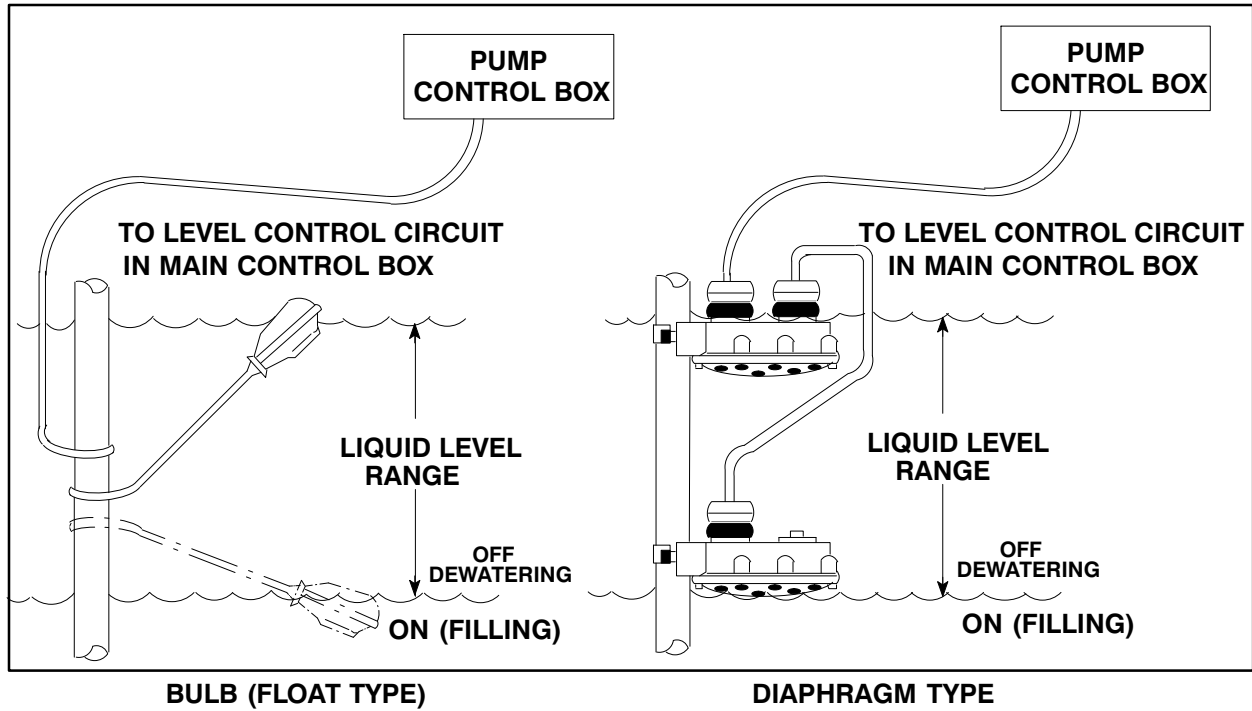 PUMP
CONTROL BOX
TO LEVEL CONTROL CIRCUIT
IN MAIN CONTROL BOX
LIQUID LEVEL
RANGE
OFF
DEWATERING
ON (FILLING)
BULB (FLOAT TYPE)
PUMP
CONTROL BOX
TO LEVEL CONTROL CIRCUIT
IN MAIN CONTROL BOX
LIQUID LEVEL
RANGE
OFF
DEWATERING
ON (FILLING)
DIAPHRAGM TYPE